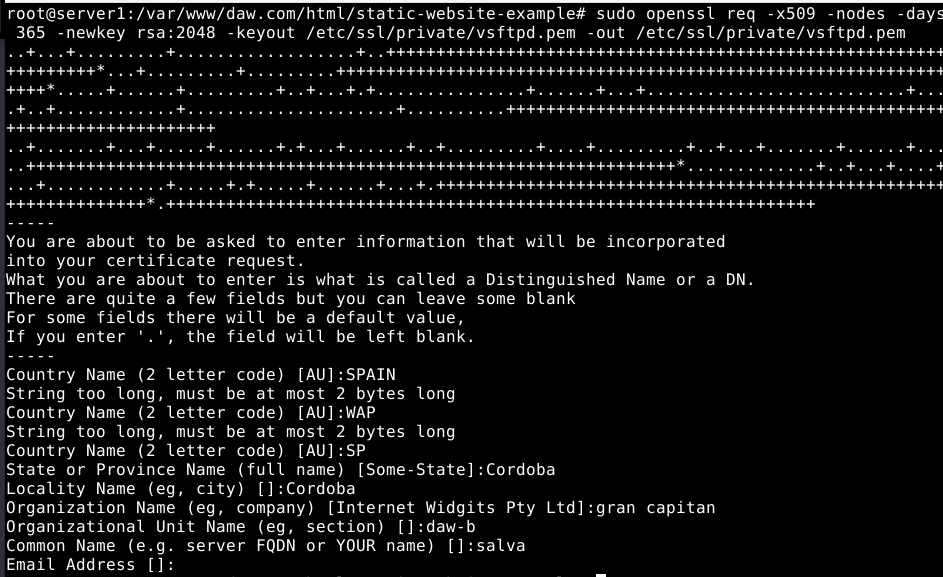 root@server1:/var/www/daw.com/html/static-website-example# sudo openssl req -x509 -nodes -days
 365 -newkey rsa:2048 -keyout /etc/ssl/private/vsftpd.pem -out /etc/ssl/private/vsftpd.pem
-----
You are about to be asked to enter information that will be incorporated
into your certificate request.
What you are about to enter is what is called a Distinguished Name or a DN.
There are quite a few fields but you can leave some blank
For some fields there will be a default value,
If you enter '.', the field will be left blank.
-----
Country Name (2 letter code) [AU]:SPAIN
String too long, must be at most 2 bytes long
Country Name (2 letter code) [AU]:WAP
String too long, must be at most 2 bytes long
Country Name (2 letter code) [AU]:SP
State or Province Name (full name) [Some-State]:Cordoba
Locality Name (eg, city) []:Cordoba
Organization Name (eg, company) [Internet Widgits Pty Ltd]:gran capitan
Organizational Unit Name (eg, section) []:daw-b
Common Name (e.g. server FQDN or YOUR name) []:salva
Email Address []: